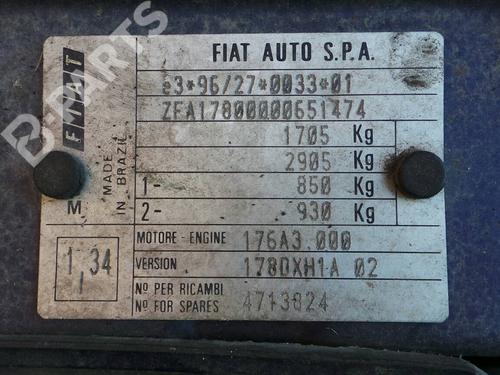 FIAT AUTO S.P.A.
FIAT
e3*96/27*0033*01
ZFA17800000651474
MADE IN BRAZIL
1705 Kg
2905 Kg
1- 850 Kg
2- 930 Kg
M
MOTORE - ENGINE 176A3.000
1,34
VERSION 178DXH1A 02
Nº PER RICAMBI
Nº FOR SPARES 4713824
B-PARTS